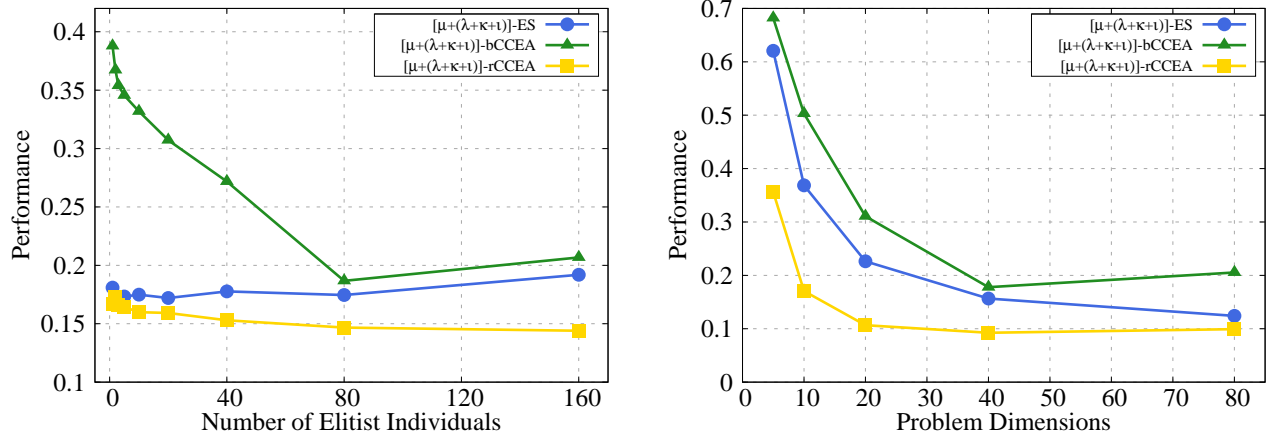 Performance
0.4
0.35
0.3
0.25
0.2
0.15
0.1
[μ+(λ+κ+ι)]-ES
[μ+(λ+κ+ι)]-bCCEA
[μ+(λ+κ+ι)]-rCCEA
0 40 80 120 160
Number of Elitist Individuals
Performance
0.7
0.6
0.5
0.4
0.3
0.2
0.1
0
[μ+(λ+κ+ι)]-ES
[μ+(λ+κ+ι)]-bCCEA
[μ+(λ+κ+ι)]-rCCEA
0 10 20 30 40 50 60 70 80
Problem Dimensions